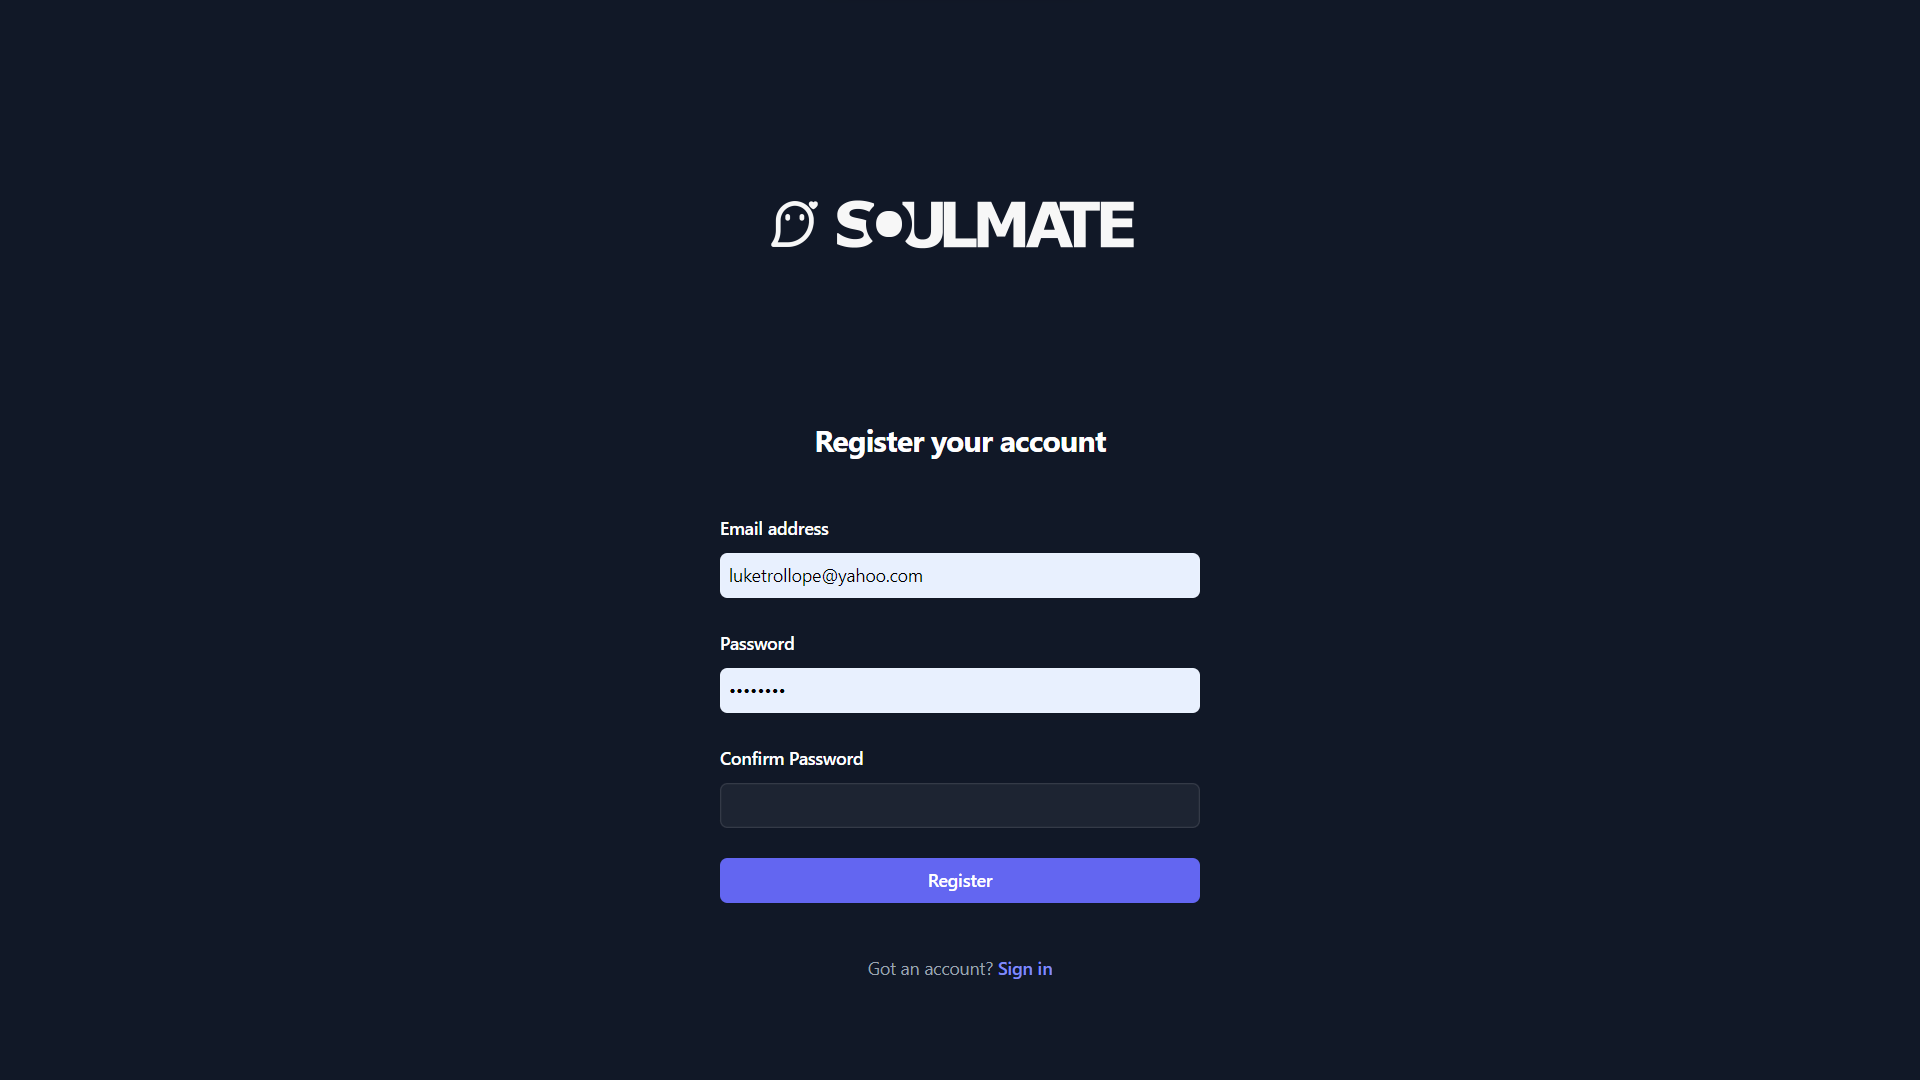 SOULMATE
Register your account
Email address
luketrollope@yahoo.com
Password
••••••••
Confirm Password
Register
Got an account? Sign in